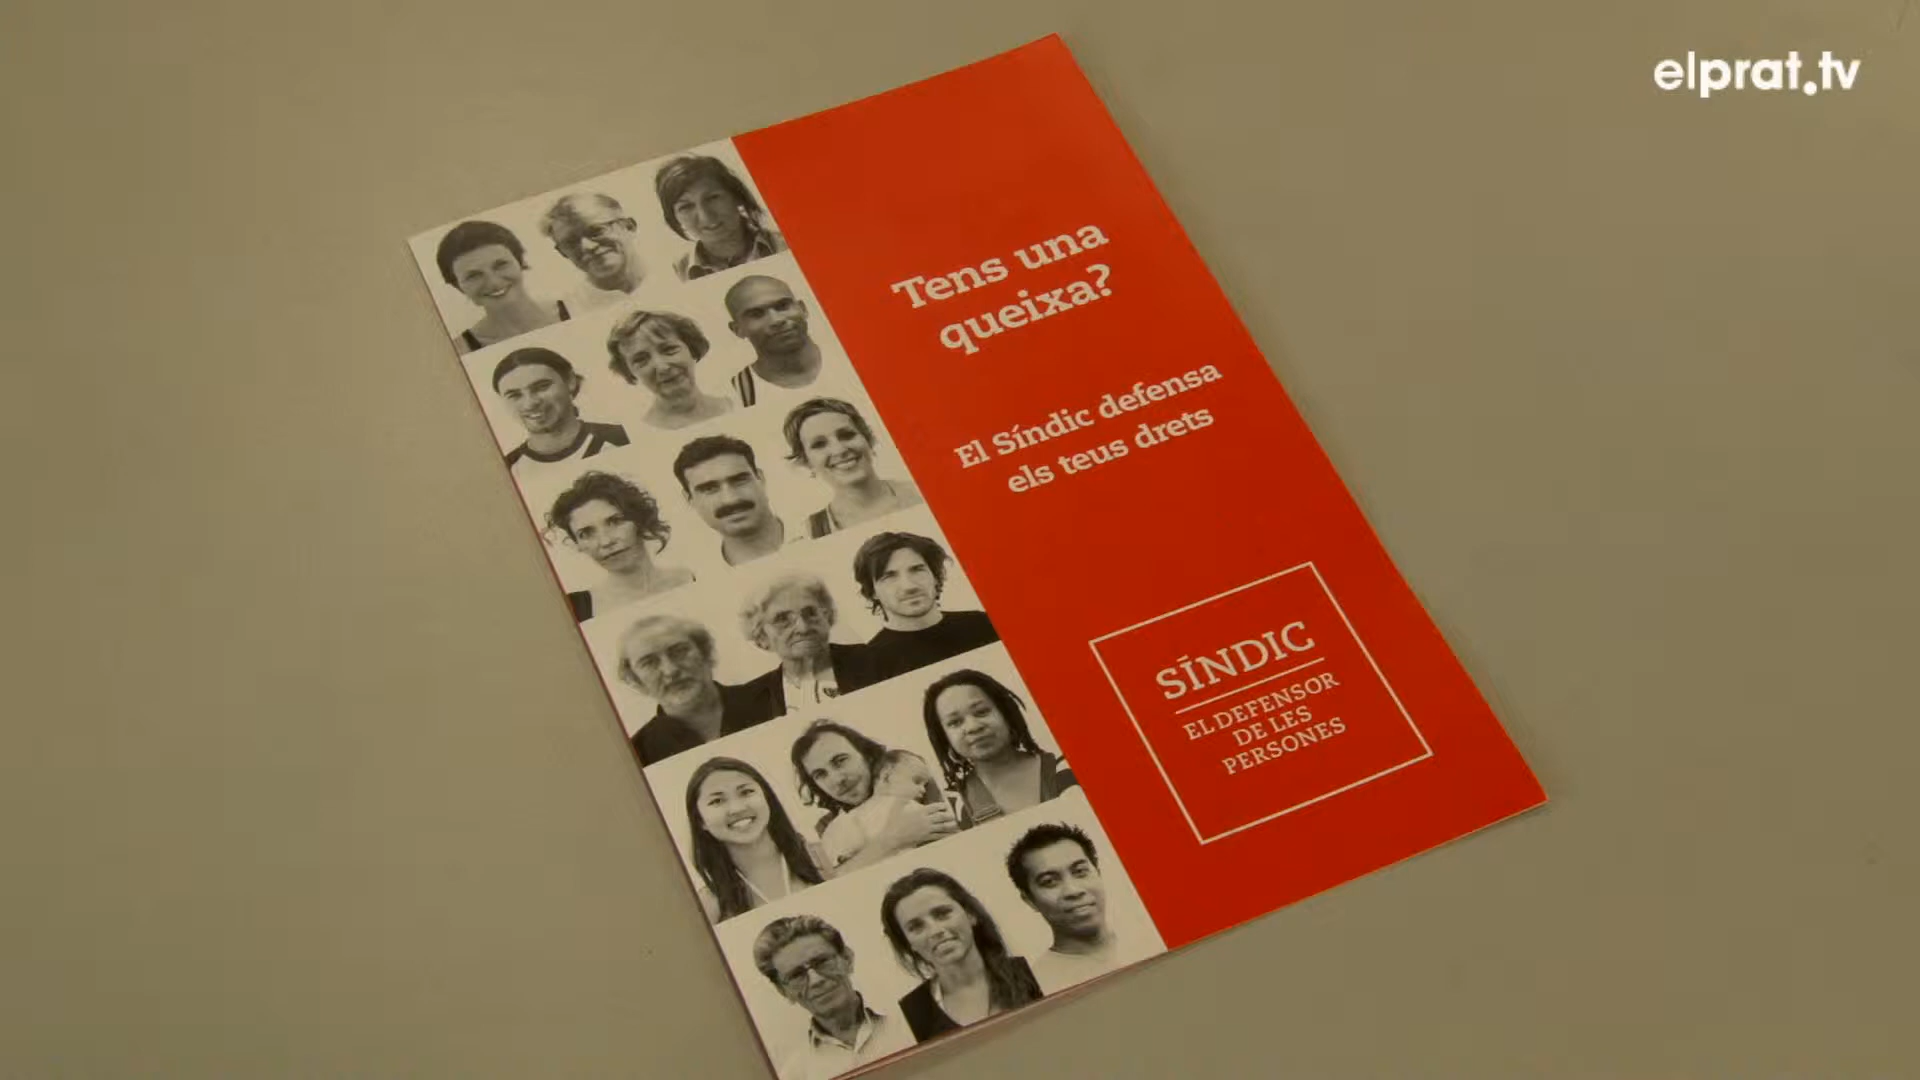 elprat.tv
Tens una
queixa?
El Síndic defensa
els teus drets
SÍNDIC
EL DEFENSOR
DE LES
PERSONES